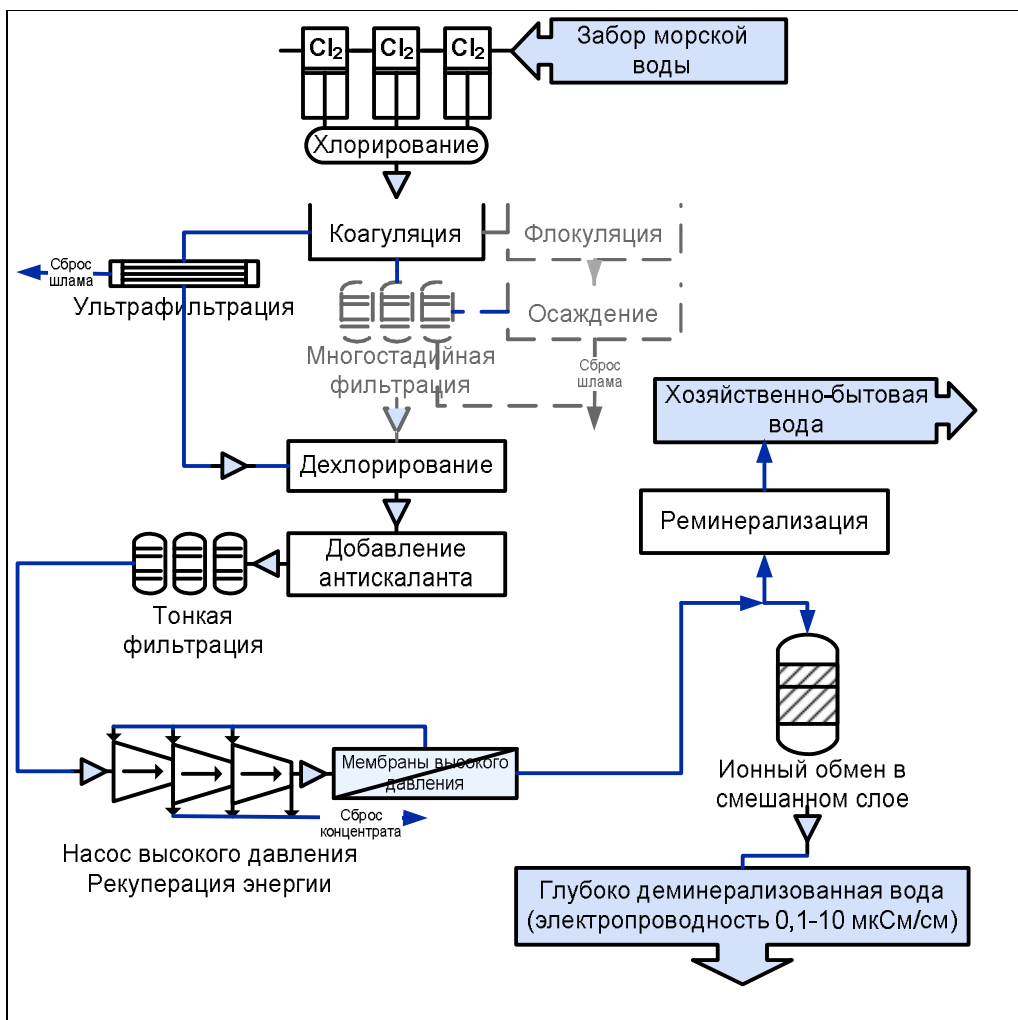 Забор морской
воды
Cl2 Cl2 Cl2
Хлорирование
Коагуляция
Флокуляция
Сброс
шлама
Ультрафильтрация
Осаждение
Многостадийная
фильтрация
Сброс
шлама
Хозяйственно-бытовая
вода
Дехлорирование
Реминерализация
Добавление
антискаланта
Тонкая
фильтрация
Мембраны высокого
давления
Ионный обмен в
смешанном слое
Сброс
концентрата
Насос высокого давления
Рекуперация энергии
Глубоко деминерализованная вода
(электропроводность 0,1-10 мкСм/см)